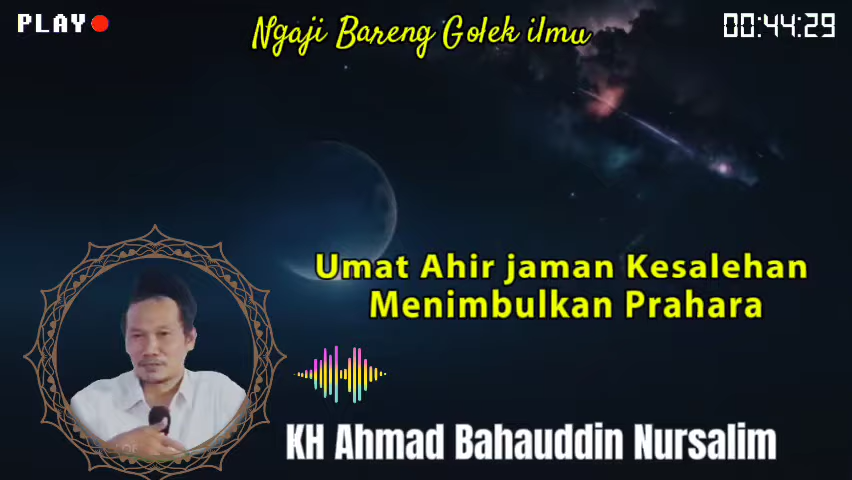 PLAY
Ngaji Bareng Golek ilmu
00:44:29
Umat Ahir jaman Kesalehan
Menimbulkan Prahara
KH Ahmad Bahauddin Nursalim